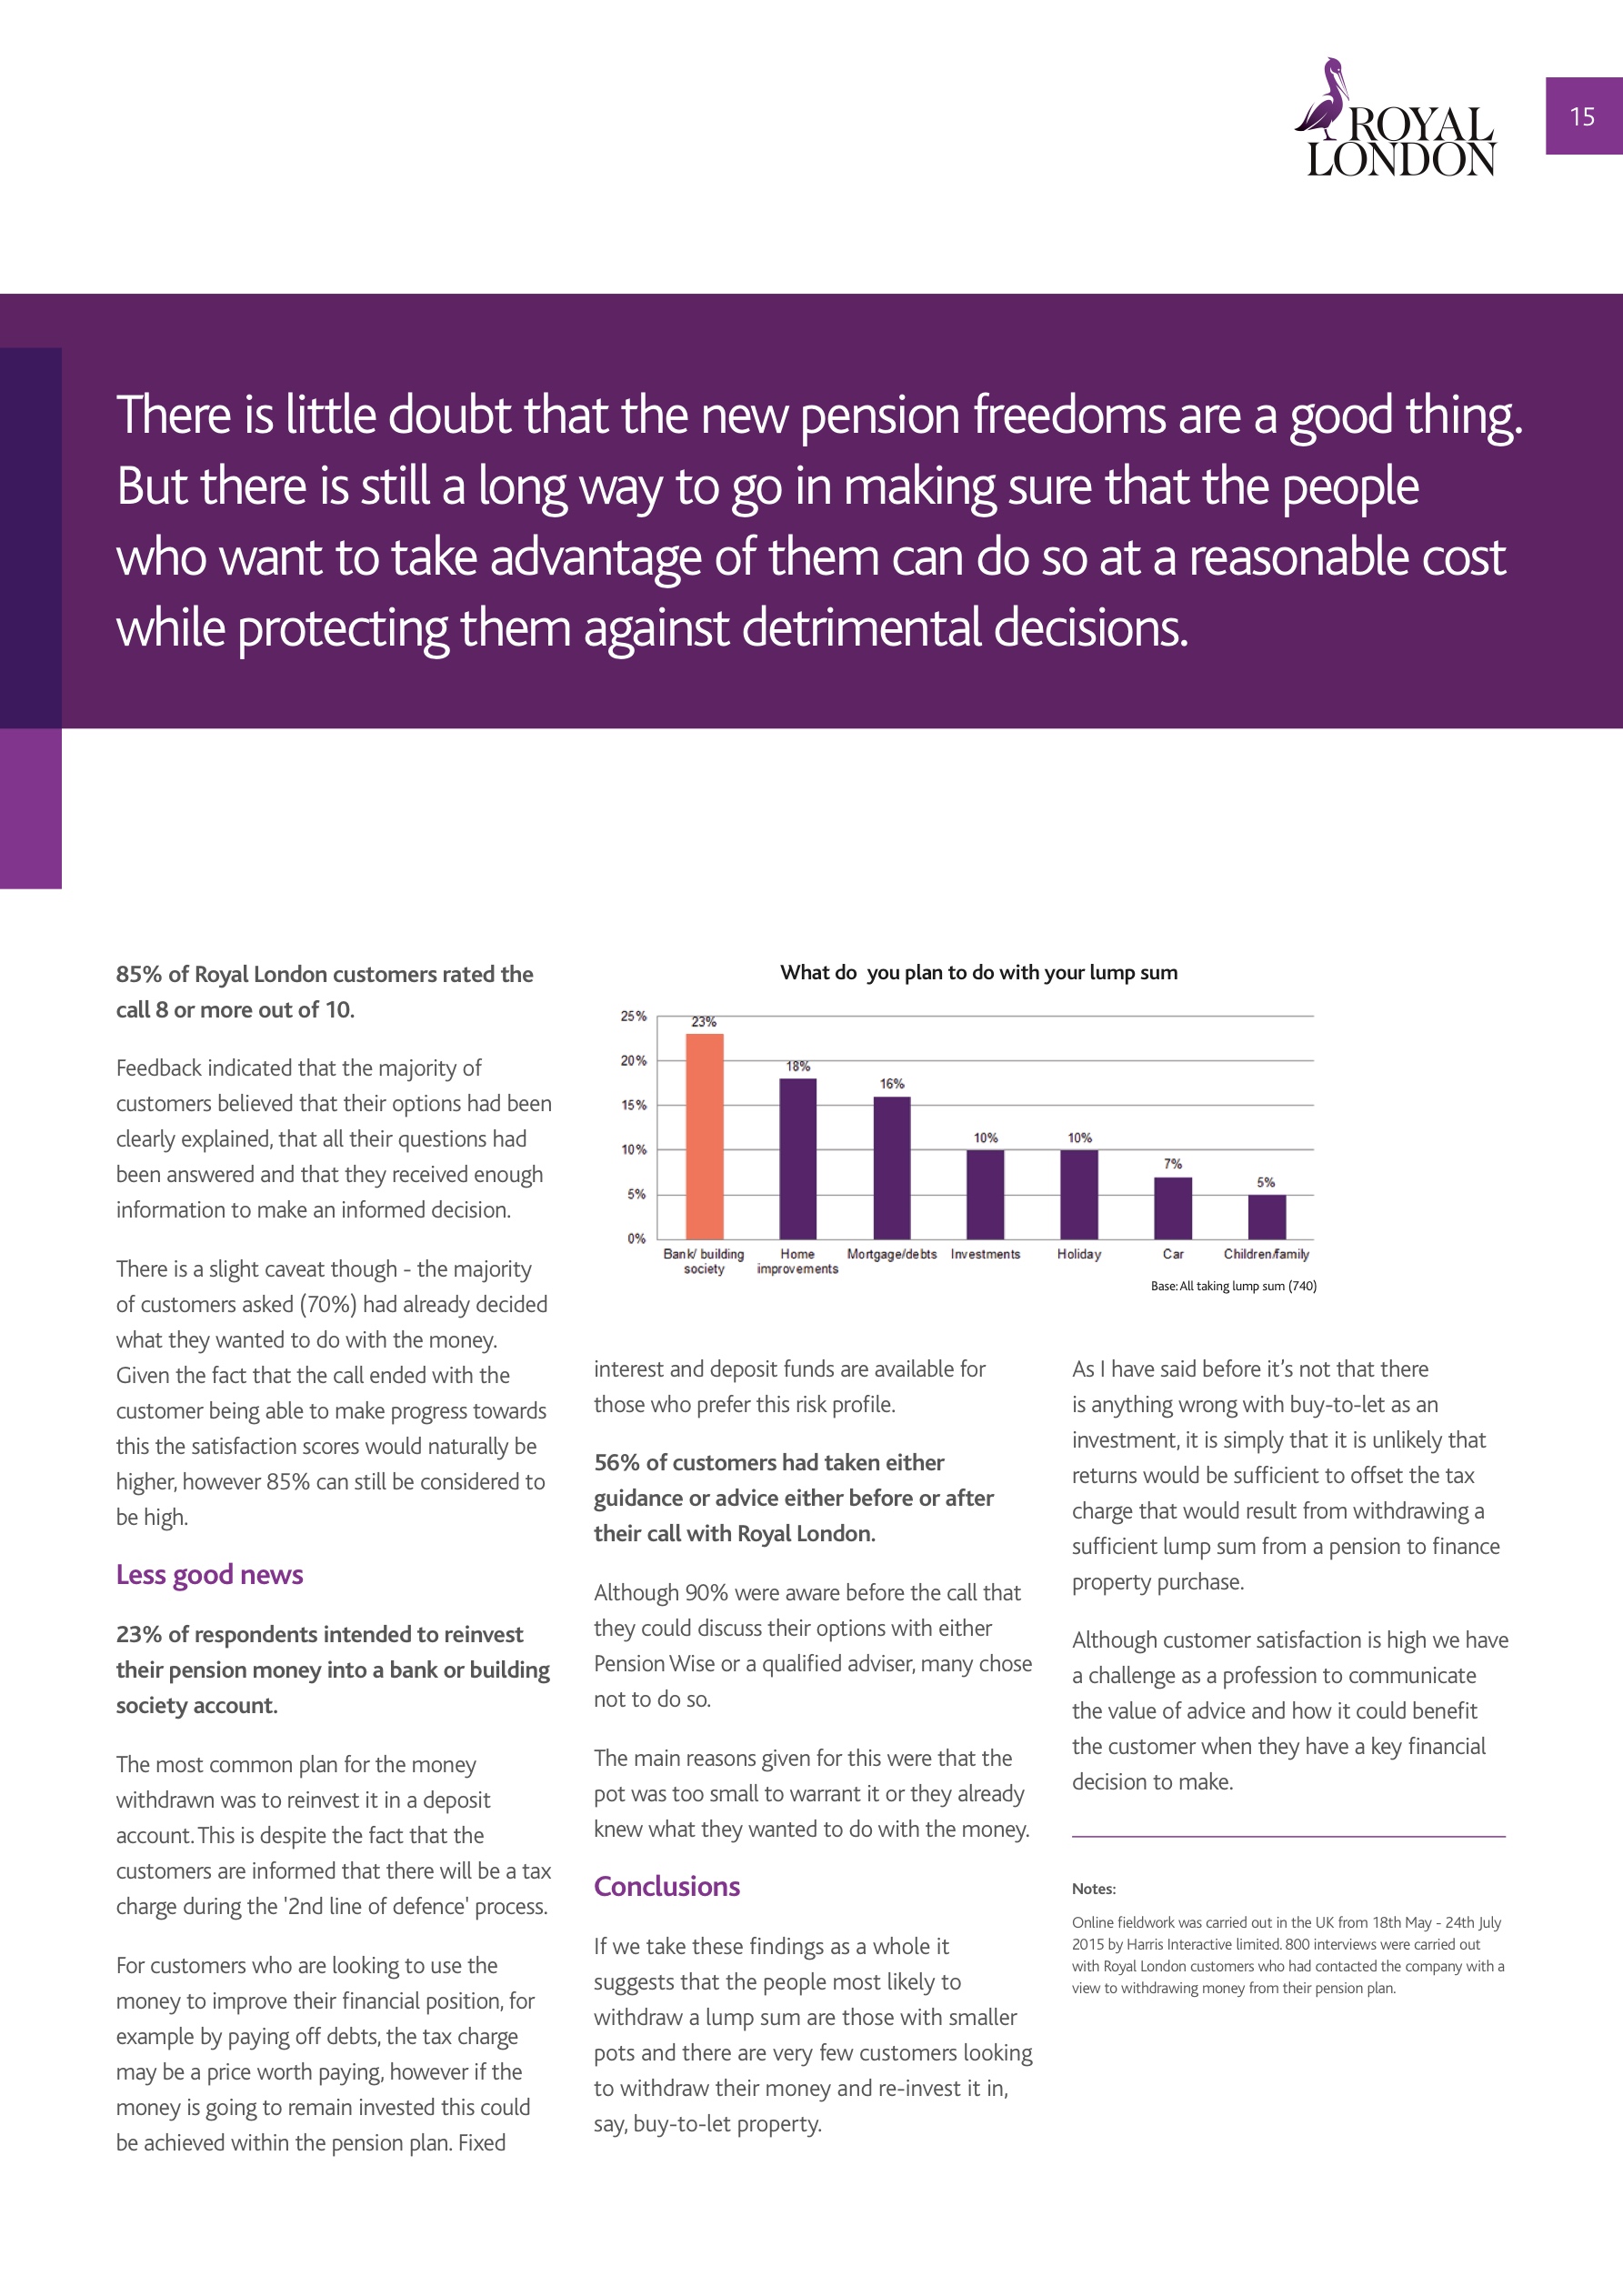 ROYAL
LONDON
15
There is little doubt that the new pension freedoms are a good thing.
But there is still a long way to go in making sure that the people
who want to take advantage of them can do so at a reasonable cost
while protecting them against detrimental decisions.
85% of Royal London customers rated the
call 8 or more out of 10.
Feedback indicated that the majority of
customers believed that their options had been
clearly explained, that all their questions had
been answered and that they received enough
information to make an informed decision.
There is a slight caveat though - the majority
of customers asked (70%) had already decided
what they wanted to do with the money.
Given the fact that the call ended with the
customer being able to make progress towards
this the satisfaction scores would naturally be
higher, however 85% can still be considered to
be high.
Less good news
23% of respondents intended to reinvest
their pension money into a bank or building
society account.
The most common plan for the money
withdrawn was to reinvest it in a deposit
account. This is despite the fact that the
customers are informed that there will be a tax
charge during the '2nd line of defence' process.
For customers who are looking to use the
money to improve their financial position, for
example by paying off debts, the tax charge
may be a price worth paying, however if the
money is going to remain invested this could
be achieved within the pension plan. Fixed
What do you plan to do with your lump sum
25%
20%
15%
10%
5%
0%
23%
18%
16%
10%
10%
7%
5%
Bank/ building
society
Home
improvements
Mortgage/debts
Investments
Holiday
Car
Children/family
Base: All taking lump sum (740)
interest and deposit funds are available for
those who prefer this risk profile.
56% of customers had taken either
guidance or advice either before or after
their call with Royal London.
Although 90% were aware before the call that
they could discuss their options with either
Pension Wise or a qualified adviser, many chose
not to do so.
The main reasons given for this were that the
pot was too small to warrant it or they already
knew what they wanted to do with the money.
Conclusions
If we take these findings as a whole it
suggests that the people most likely to
withdraw a lump sum are those with smaller
pots and there are very few customers looking
to withdraw their money and re-invest it in,
say, buy-to-let property.
As I have said before it's not that there
is anything wrong with buy-to-let as an
investment, it is simply that it is unlikely that
returns would be sufficient to offset the tax
charge that would result from withdrawing a
sufficient lump sum from a pension to finance
property purchase.
Although customer satisfaction is high we have
a challenge as a profession to communicate
the value of advice and how it could benefit
the customer when they have a key financial
decision to make.
Notes:
Online fieldwork was carried out in the UK from 18th May - 24th July
2015 by Harris Interactive limited. 800 interviews were carried out
with Royal London customers who had contacted the company with a
view to withdrawing money from their pension plan.